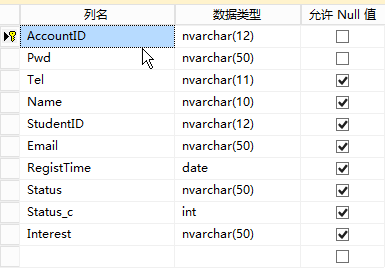 列名 数据类型 允许 Null 值
AccountID nvarchar(12)
Pwd nvarchar(50)
Tel nvarchar(11)
Name nvarchar(10)
StudentID nvarchar(12)
Email nvarchar(50)
RegistTime date
Status nvarchar(50)
Status_c int
Interest nvarchar(50)